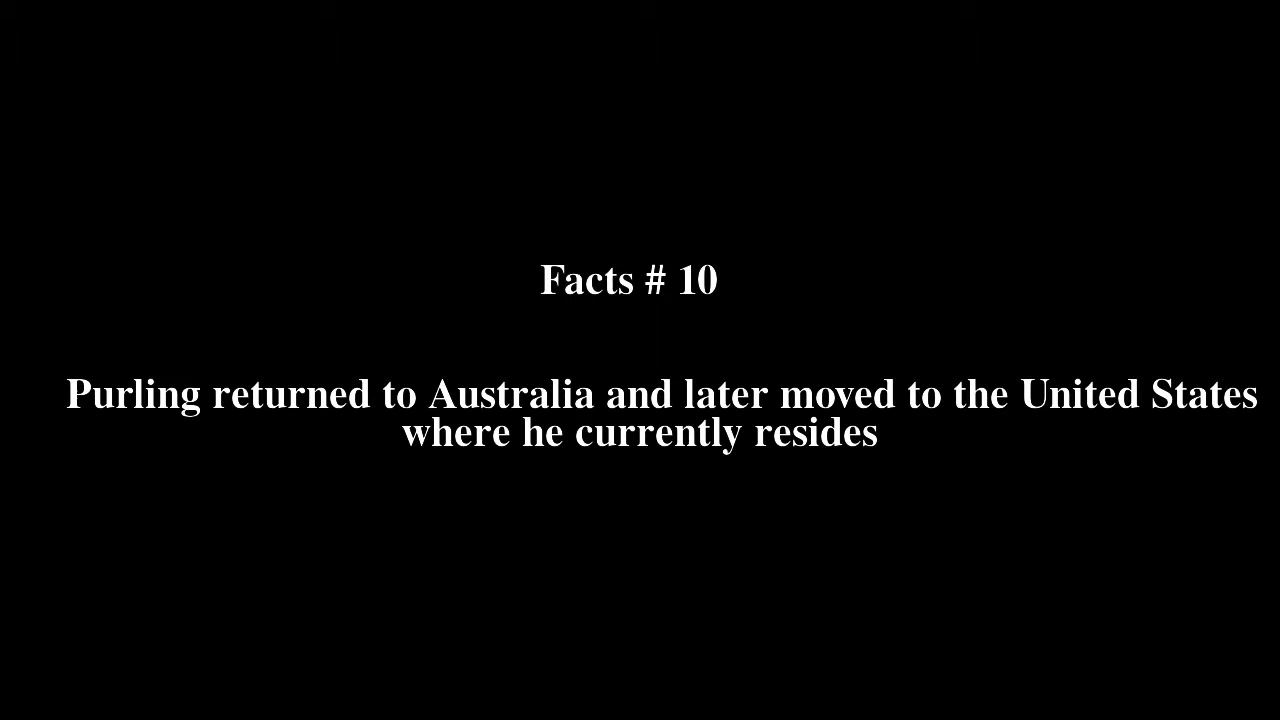 Facts # 10
Purling returned to Australia and later moved to the United States
where he currently resides